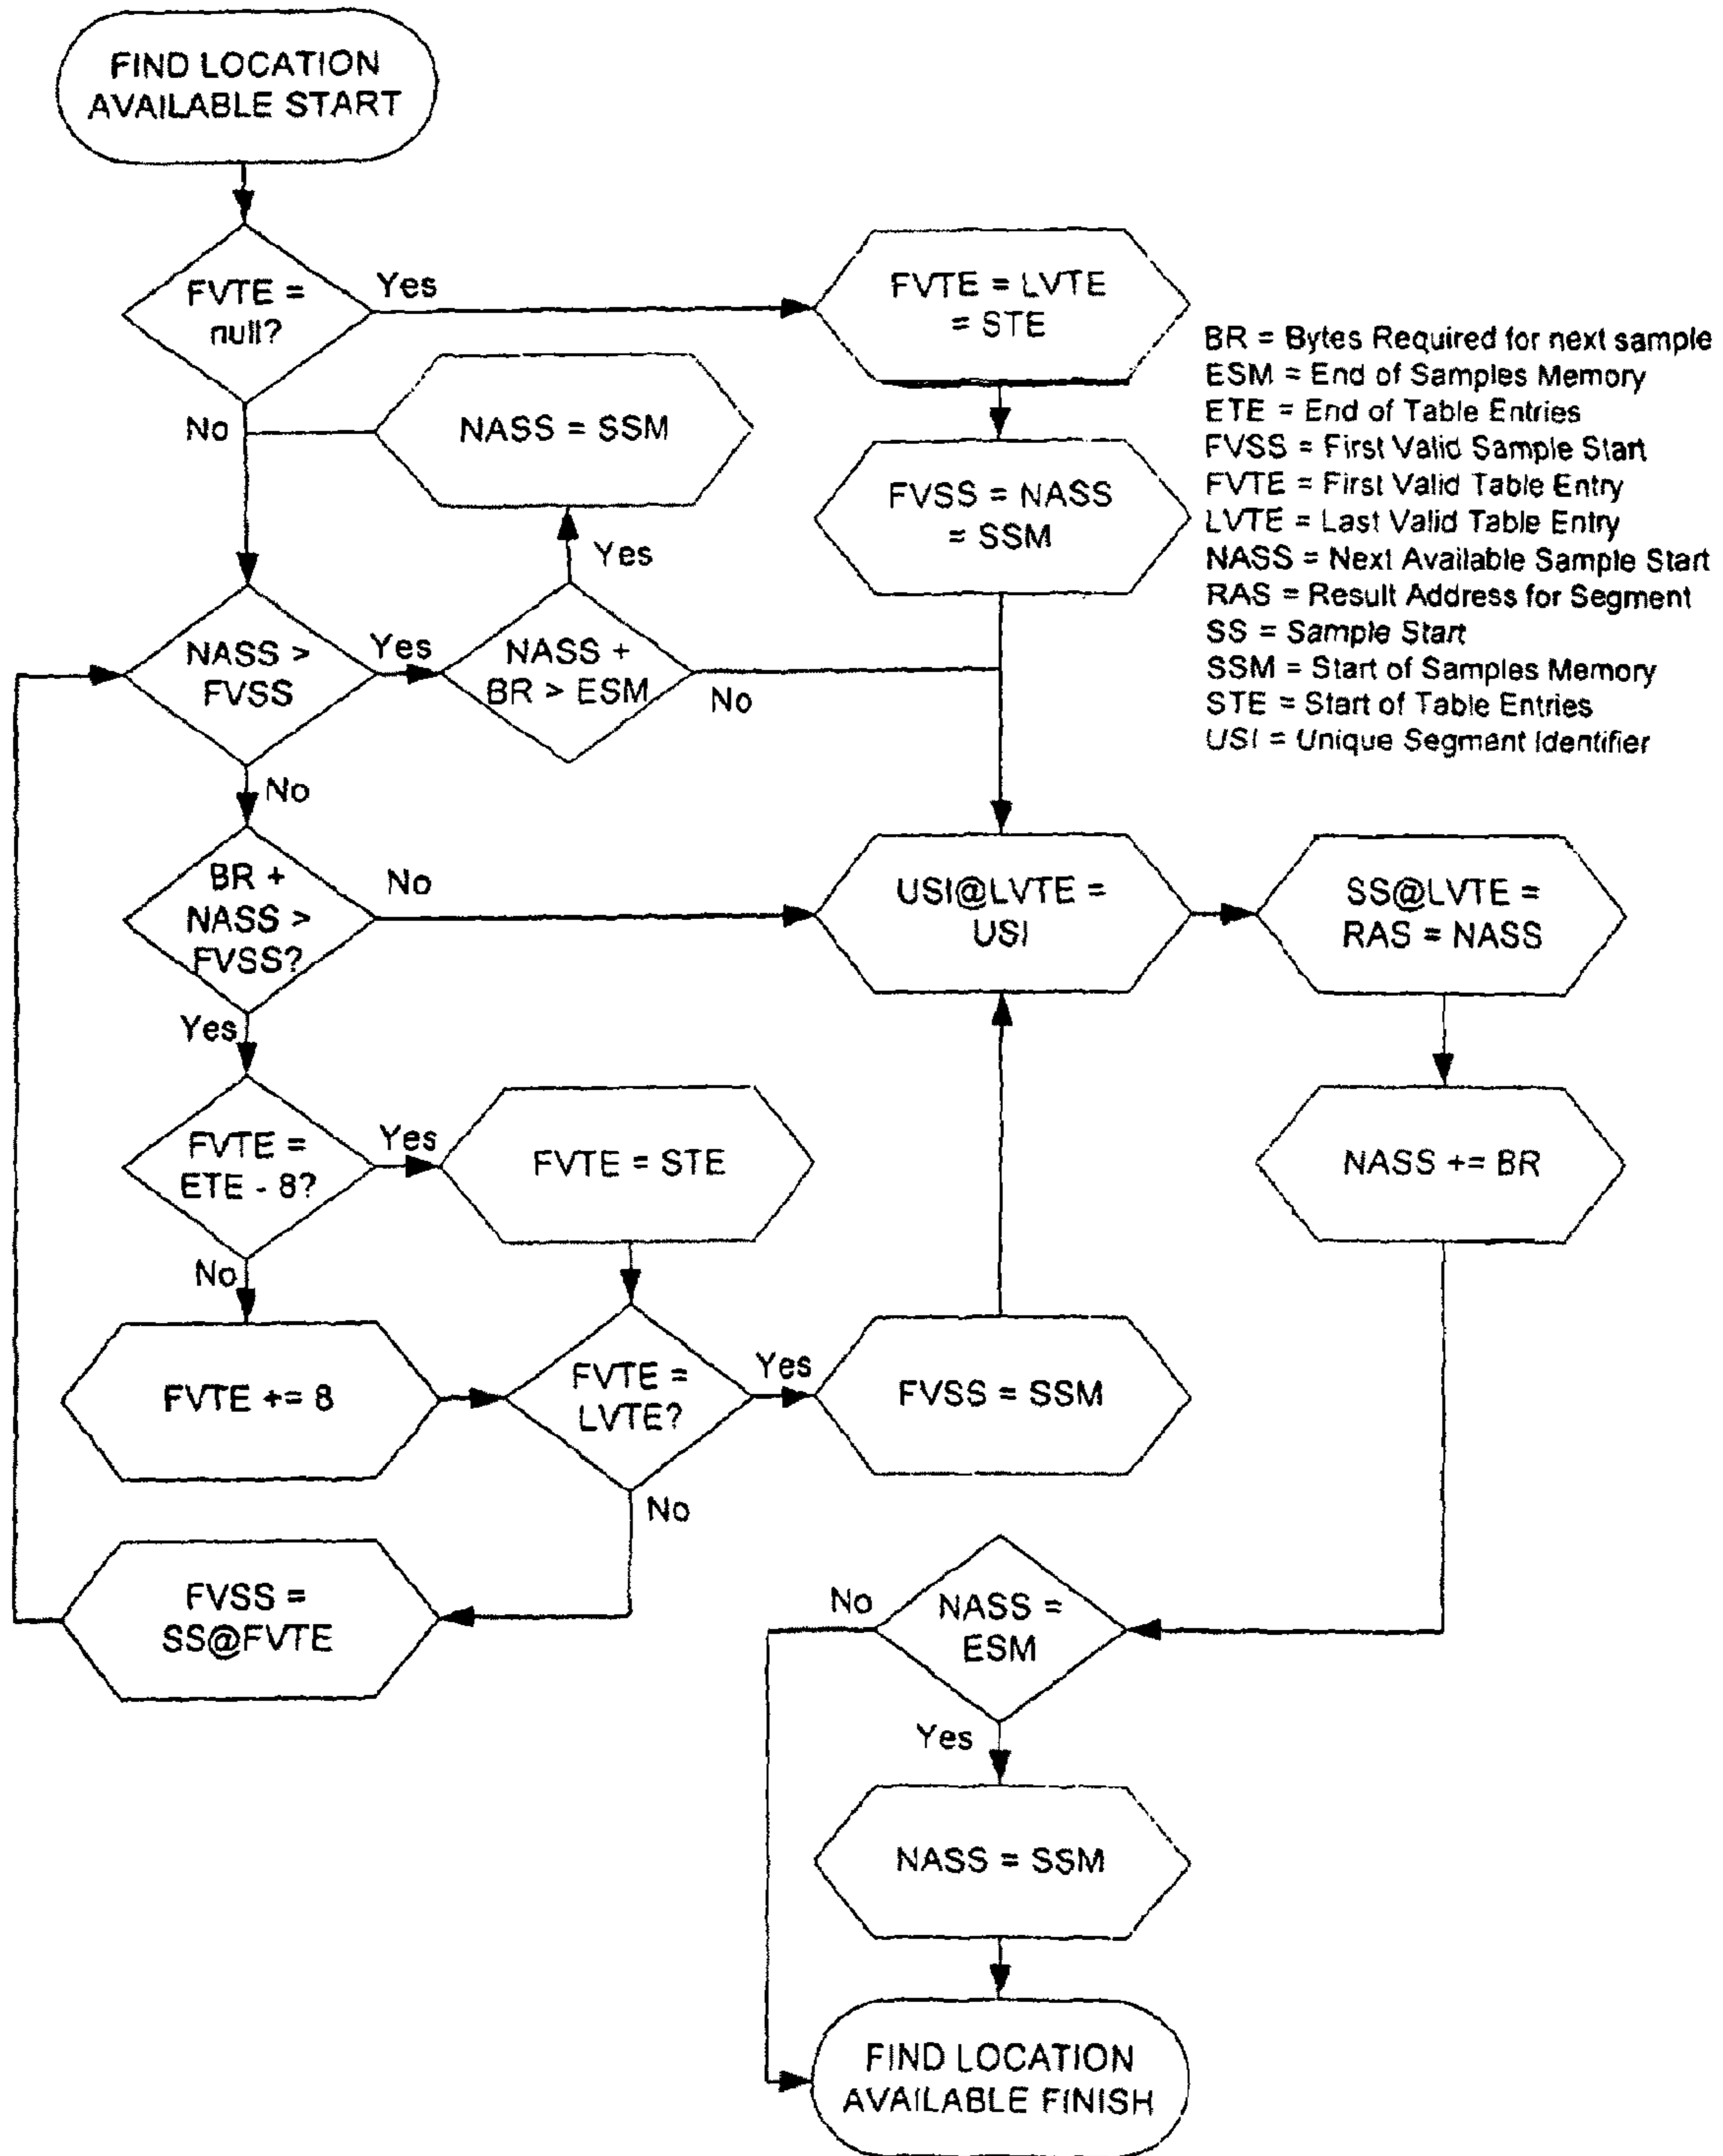 FIND LOCATION
AVAILABLE START
FVTE =
null?
Yes
No
FVTE = LVTE
= STE
NASS = SSM
FVSS = NASS
= SSM
BR = Bytes Required for next sample
ESM = End of Samples Memory
ETE = End of Table Entries
FVSS = First Valid Sample Start
FVTE = First Valid Table Entry
LVTE = Last Valid Table Entry
NASS = Next Available Sample Start
RAS = Result Address for Segment
SS = Sample Start
SSM = Start of Samples Memory
STE = Start of Table Entries
USI = Unique Segment Identifier
Yes
NASS >
FVSS
Yes
NASS +
BR > ESM
No
No
BR +
NASS >
FVSS?
No
Yes
USI@LVTE =
USI
SS@LVTE =
RAS = NASS
FVTE =
ETE - 8?
Yes
No
FVTE = STE
NASS += BR
FVTE += 8
FVTE =
LVTE?
Yes
No
FVSS = SSM
FVSS =
SS@FVTE
No
NASS =
ESM
Yes
NASS = SSM
FIND LOCATION
AVAILABLE FINISH